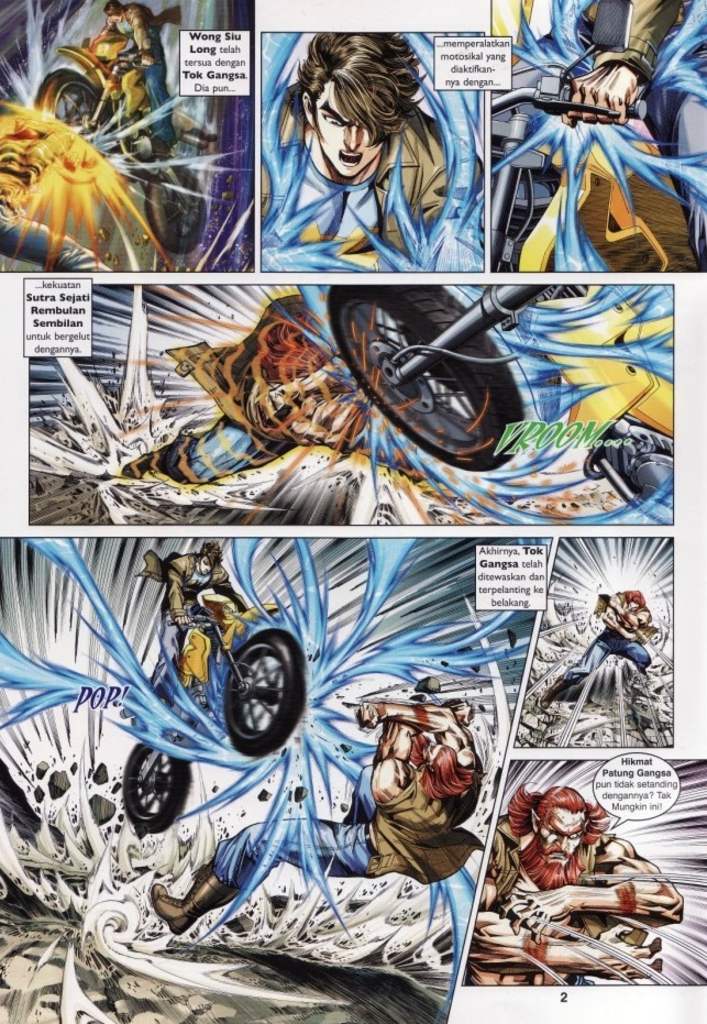 Wong Siu
Long telah
tersua dengan
Tok Gangsa.
Dia pun...
...memperalatkan
motosikal yang
diaktifkan-
nya dengan...
...kekuatan
Sutra Sejati
Rembulan
Sembilan
untuk bergelut
dengannya.
VROOM...
POP!
Akhirnya, Tok
Gangsa telah
ditewaskan dan
terpelanting ke
belakang.
Hikmat
Patung Gangsa
pun tidak setanding
dengannya? Tak
Mungkin ini!
2